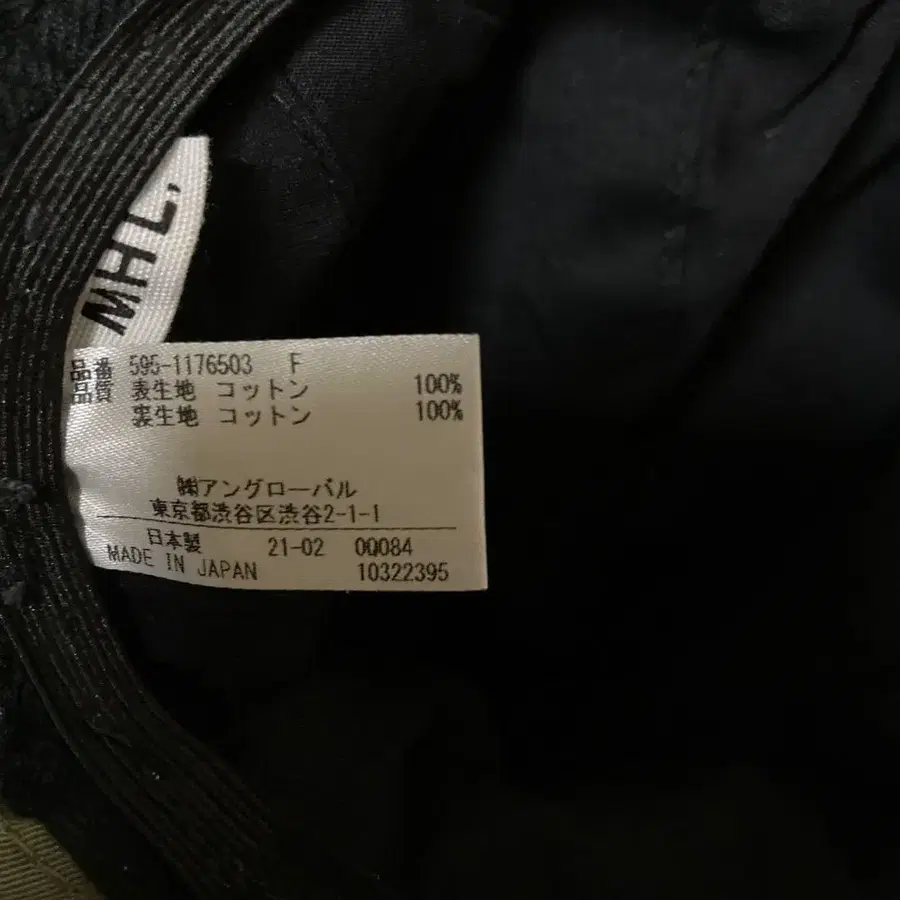 MHL.
品番 595-1176503 F
品質 表生地 コットン 100%
裏生地 コットン 100%
㈱アングローバル
東京都渋谷区渋谷2-1-1
日本製 21-02 0Q084
MADE IN JAPAN 10322395